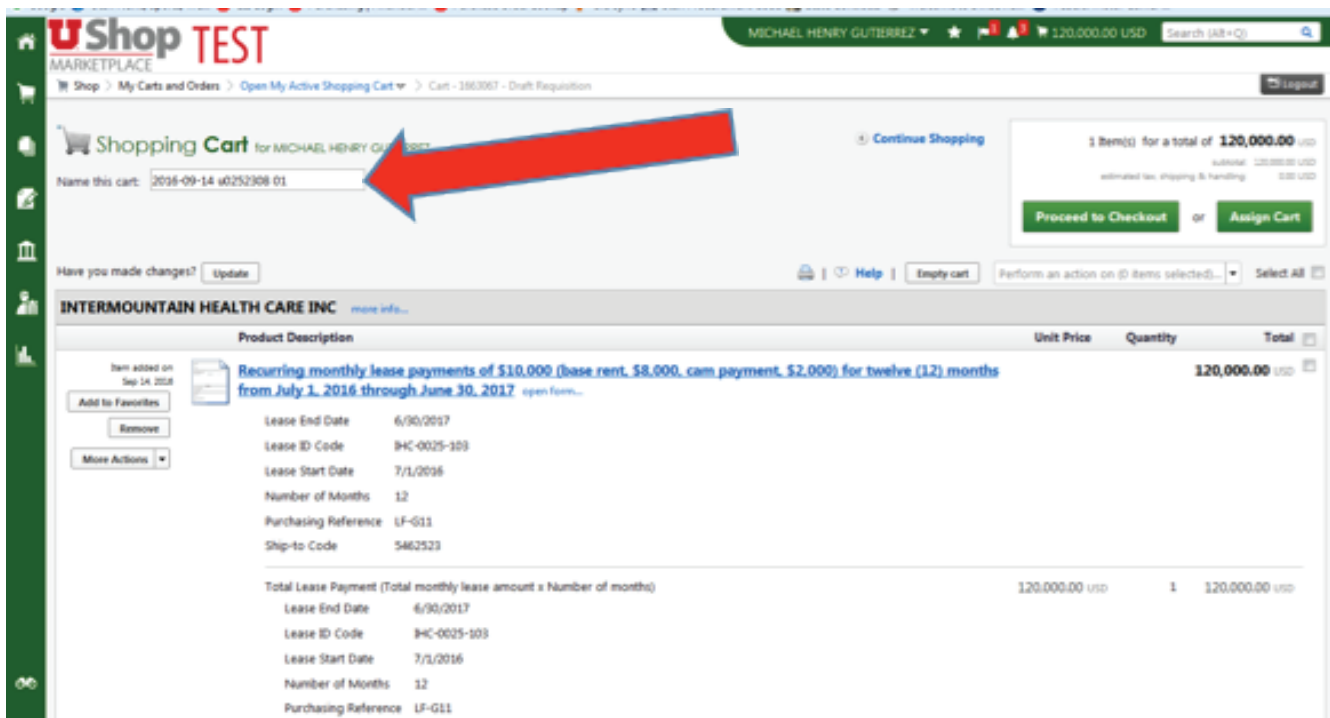 UShop TEST
MARKETPLACE
MICHAEL HENRY GUTIERREZ
120,000.00 USD
Search (Alt+Q)
Shop > My Carts and Orders > Open My Active Shopping Cart > Cart - 1663067 - Draft Requisition
Logout
Shopping Cart for MICHAEL HENRY
Continue Shopping
1 Item(s) for a total of 120,000.00 USD
subtotal 120,000.00 USD
estimated tax, shipping & handling 0.00 USD
Name this cart: 2016-09-14 u0252308 01
Proceed to Checkout or Assign Cart
Have you made changes? Update
Help | Empty cart
Perform an action on (0 items selected)...
Select All
INTERMOUNTAIN HEALTH CARE INC more info...
Product Description Unit Price Quantity Total
Item added on
Sep 14, 2016
Add to Favorites
Remove
More Actions
Recurring monthly lease payments of $10,000 (base rent, $8,000, cam payment, $2,000) for twelve (12) months
from July 1, 2016 through June 30, 2017 open form...
120,000.00 USD
Lease End Date 6/30/2017
Lease ID Code IHC-0025-103
Lease Start Date 7/1/2016
Number of Months 12
Purchasing Reference LF-G11
Ship-to Code 5462523
Total Lease Payment (Total monthly lease amount x Number of months) 120,000.00 USD 1 120,000.00 USD
Lease End Date 6/30/2017
Lease ID Code IHC-0025-103
Lease Start Date 7/1/2016
Number of Months 12
Purchasing Reference LF-G11